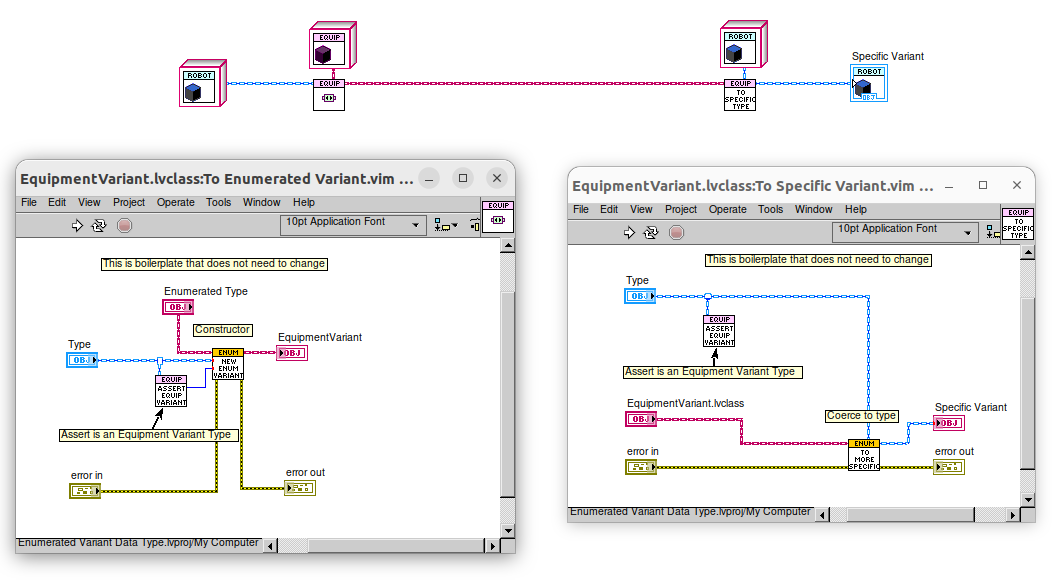 EQUIP
ROBOT
Specific Variant
ROBOT
EQUIP
EQUIP
TO
SPECIFIC
TYPE
ROBOT
OBJ
EquipmentVariant.lvclass:To Enumerated Variant.vim ...
File Edit View Project Operate Tools Window Help
10pt Application Font
EQUIP
This is boilerplate that does not need to change
Enumerated Type
OBJ
Constructor
EquipmentVariant
OBJ
Type
OBJ
ENUM
NEW
ENUM
VARIANT
EQUIP
ASSERT
EQUIP
VARIANT
Assert is an Equipment Variant Type
error in
error out
Enumerated Variant Data Type.lvproj/My Computer
EquipmentVariant.lvclass:To Specific Variant.vim ...
File Edit View Project Operate Tools Window Help
10pt Application Font
EQUIP
TO
SPECIFIC
TYPE
This is boilerplate that does not need to change
Type
OBJ
EQUIP
ASSERT
EQUIP
VARIANT
Assert is an Equipment Variant Type
EquipmentVariant.lvclass
OBJ
Coerce to type
Specific Variant
OBJ
ENUM
TO
MORE
SPECIFIC
error in
error out
Enumerated Variant Data Type.lvproj/My Computer